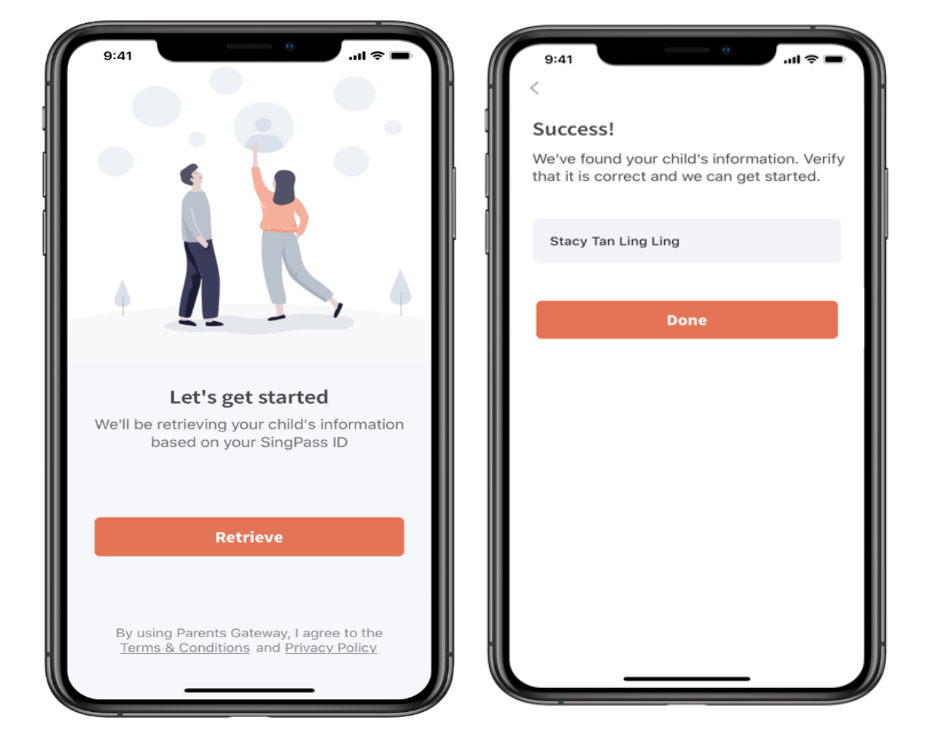 9:41
Let's get started
We'll be retrieving your child's information
based on your SingPass ID
Retrieve
By using Parents Gateway, I agree to the
Terms & Conditions and Privacy Policy
9:41
Success!
We've found your child's information. Verify
that it is correct and we can get started.
Stacy Tan Ling Ling
Done